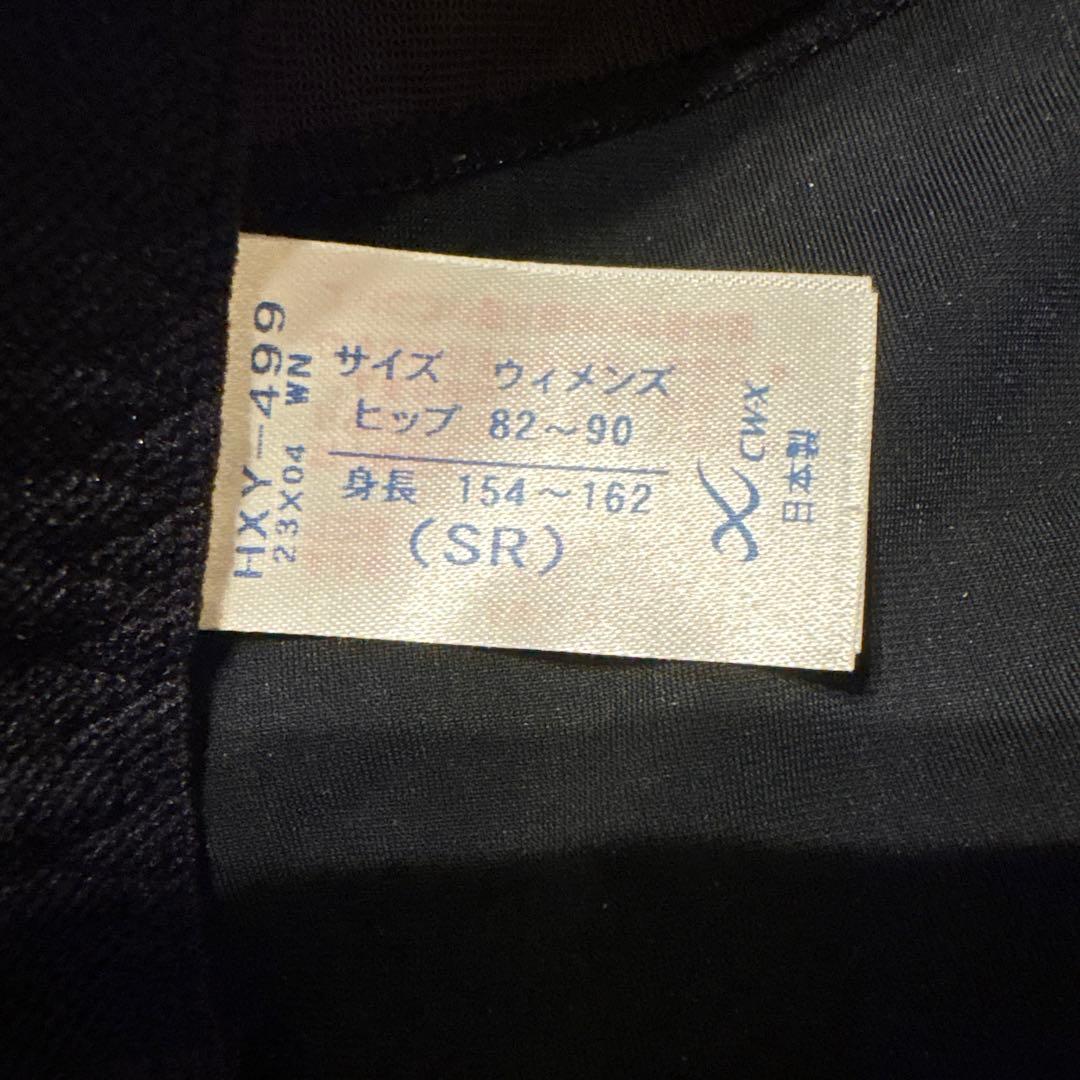 サイズ ウィメンズ
ヒップ 82〜90
身長 154〜162
(SR)
HXY-499
23X04 WN
CW-X
日本製